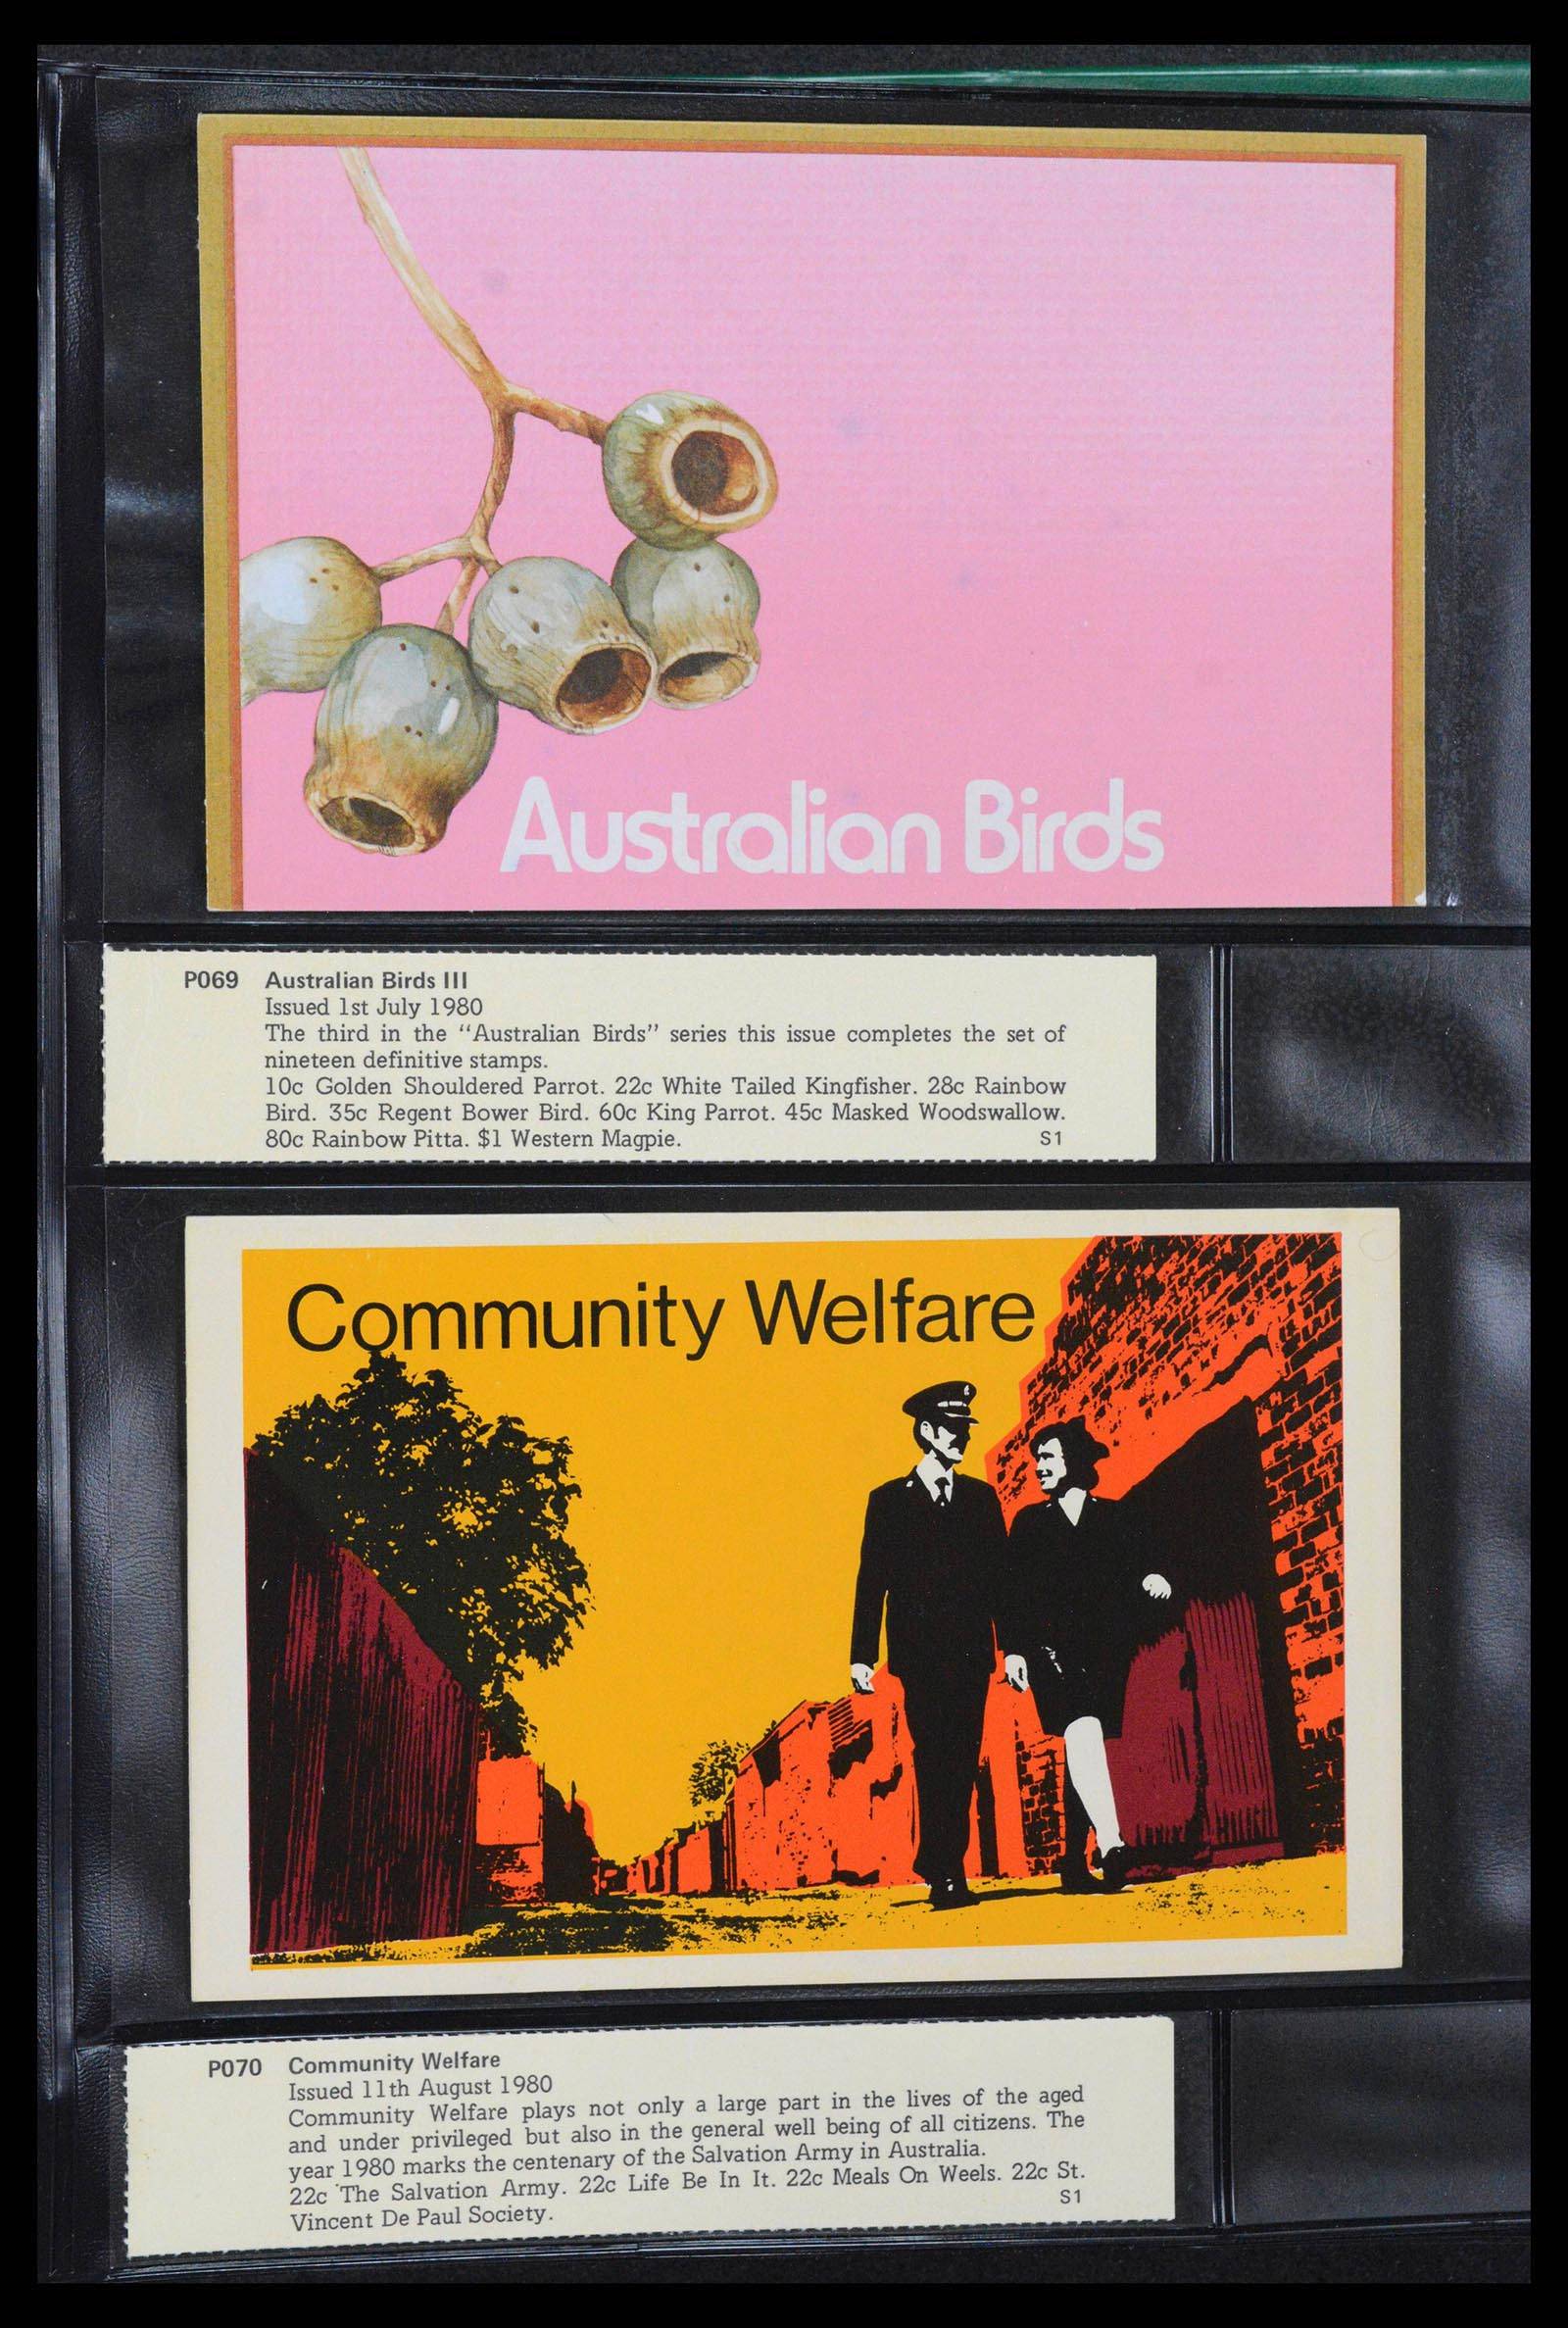 Australian Birds
P069 Australian Birds III
Issued 1st July 1980
The third in the “Australian Birds” series this issue completes the set of
nineteen definitive stamps.
10c Golden Shouldered Parrot. 22c White Tailed Kingfisher. 28c Rainbow
Bird. 35c Regent Bower Bird. 60c King Parrot. 45c Masked Woodswallow.
80c Rainbow Pitta. $1 Western Magpie. S1
Community Welfare
P070 Community Welfare
Issued 11th August 1980
Community Welfare plays not only a large part in the lives of the aged
and under privileged but also in the general well being of all citizens. The
year 1980 marks the centenary of the Salvation Army in Australia.
22c The Salvation Army. 22c Life Be In It. 22c Meals On Weels. 22c St.
Vincent De Paul Society. S1